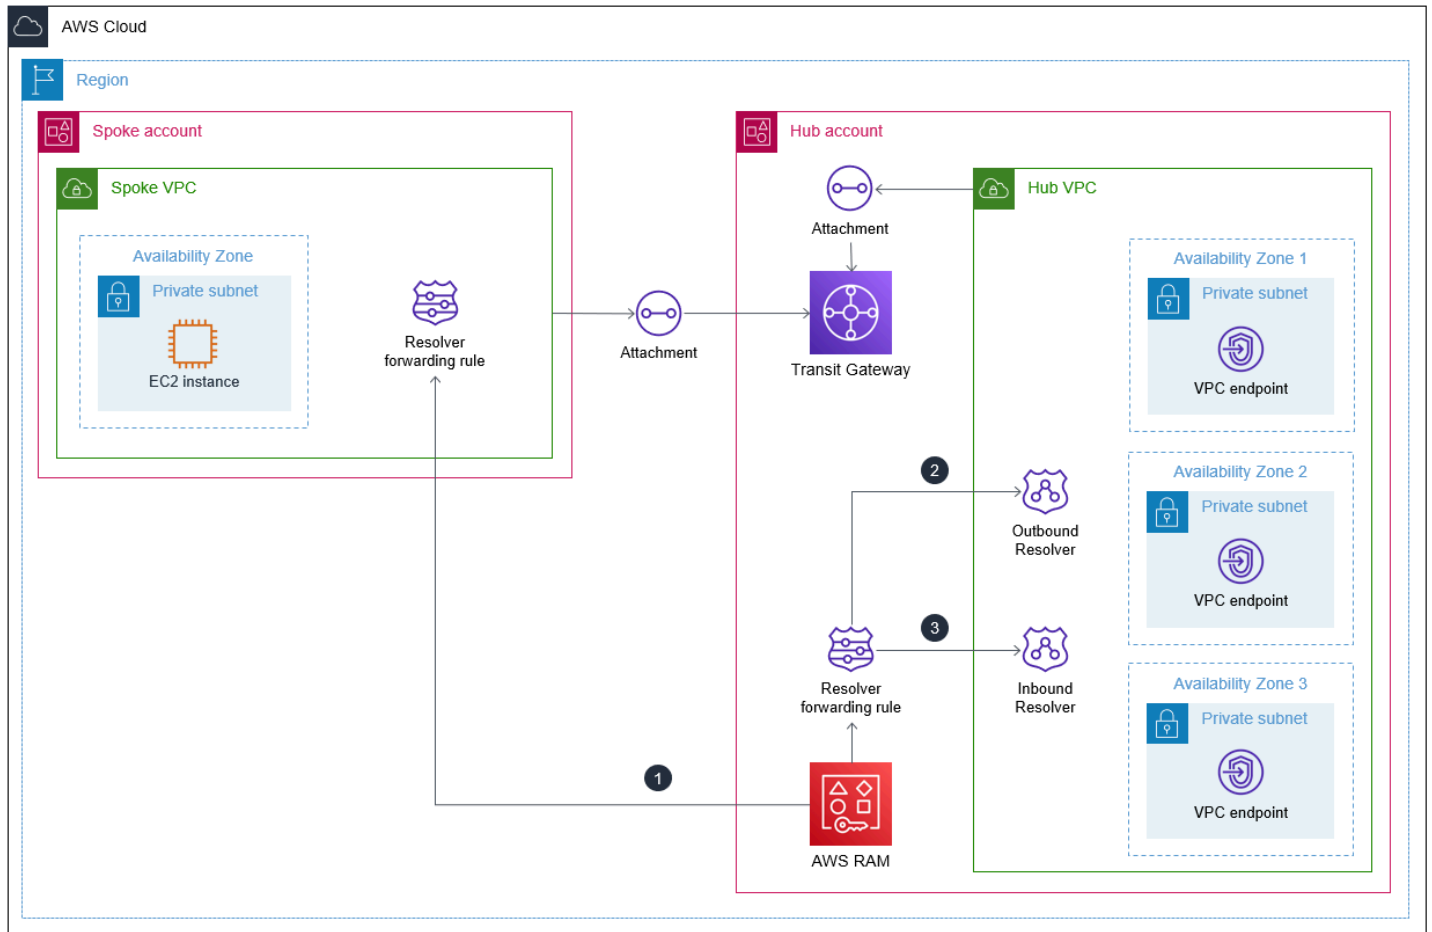 AWS Cloud
Region
Spoke account
Spoke VPC
Availability Zone
Private subnet
EC2 instance
Resolver
forwarding rule
Attachment
Hub account
Attachment
Transit Gateway
Hub VPC
Availability Zone 1
Private subnet
VPC endpoint
2
Outbound
Resolver
Availability Zone 2
Private subnet
VPC endpoint
3
Resolver
forwarding rule
Inbound
Resolver
Availability Zone 3
Private subnet
VPC endpoint
1
AWS RAM